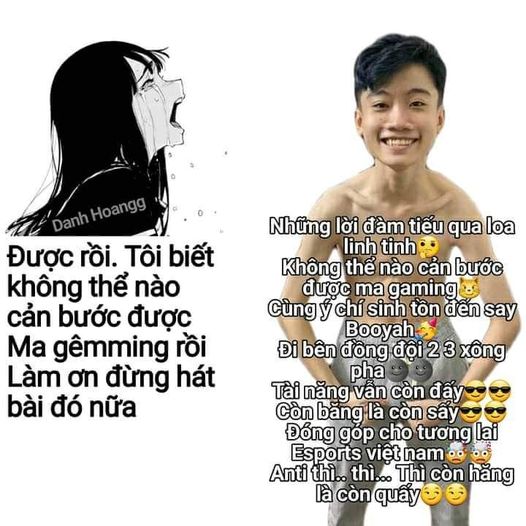 Danh Hoangg
Được rồi. Tôi biết
không thể nào
cản bước được
Ma gêmming rồi
Làm ơn đừng hát
bài đó nữa
Những lời đàm tiếu qua loa
linh tinh🤔
Không thể nào cản bước
được ma gaming😼
Cùng ý chí sinh tồn đến say
Booyah🥳
Đi bên đồng đội 2 3 xông
pha🌚🌚
Tài năng vẫn còn đấy😎😎
Còn băng là còn sấy😎😎
Đóng góp cho tương lai
Esports việt nam🤯🤯
Anti thì.. thì... Thì còn hăng
là còn quấy😏😏